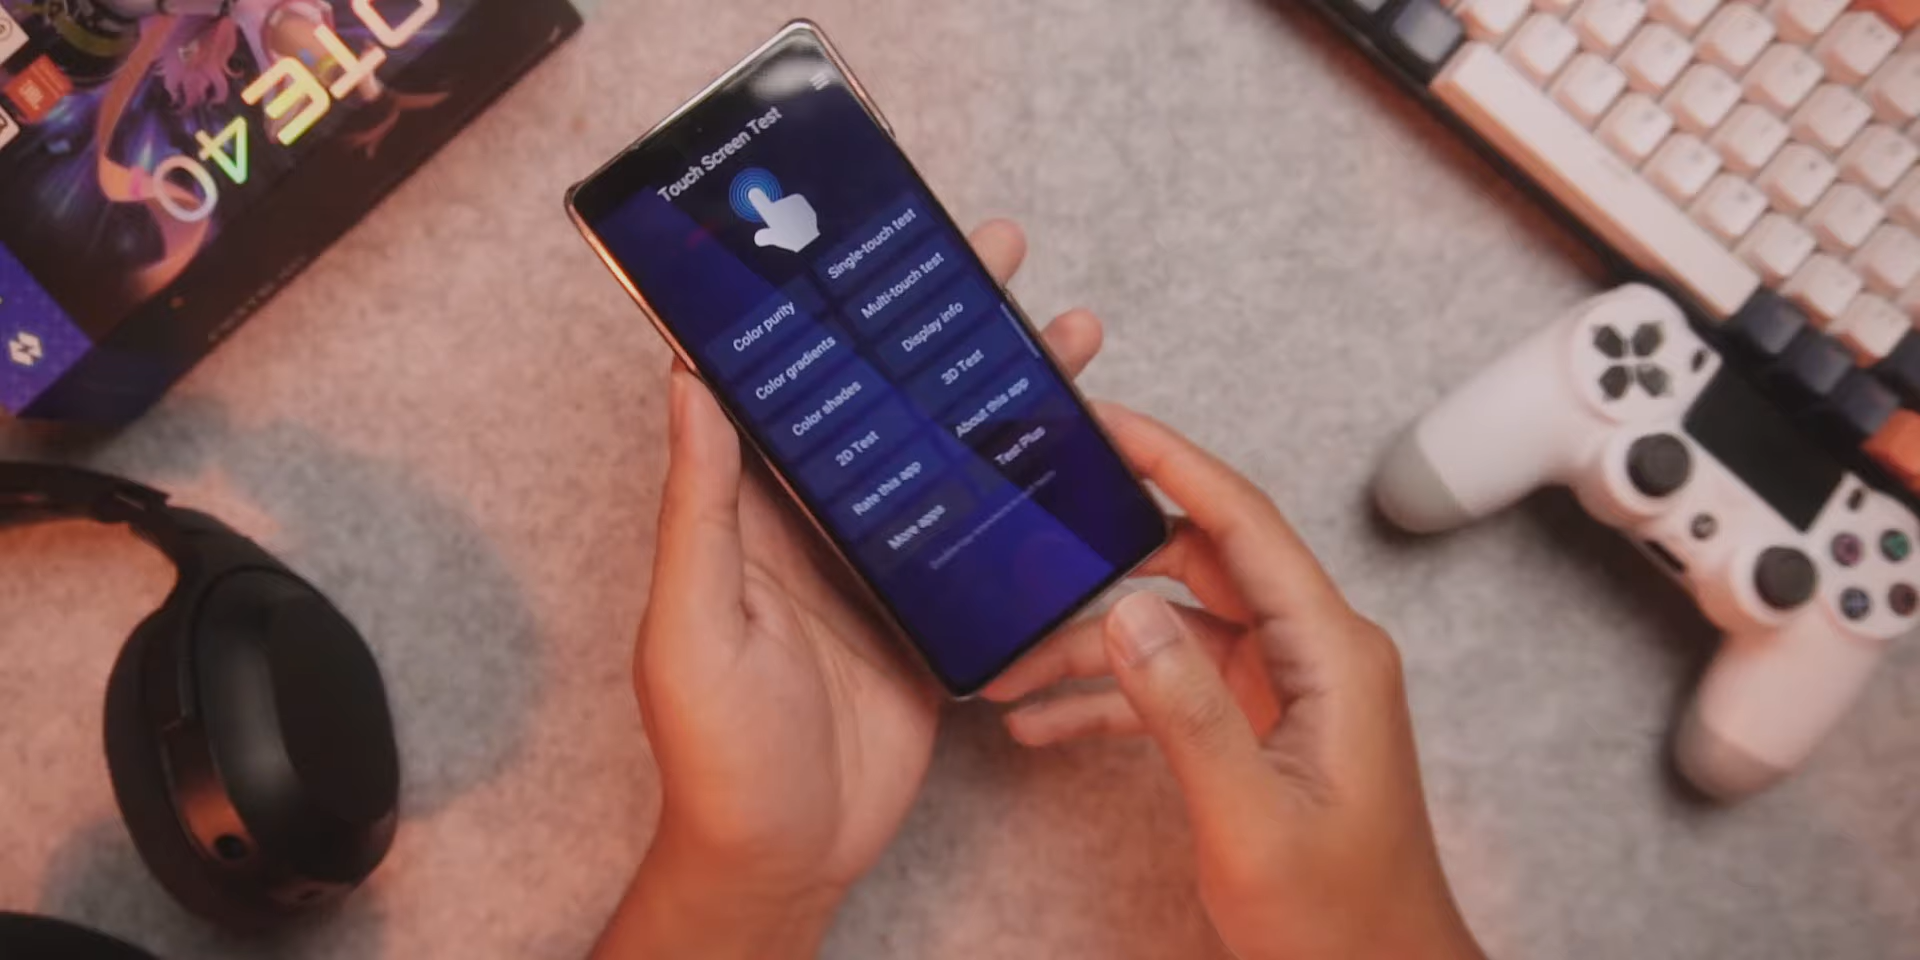 OTE 40
JBL
Touch Screen Test
Color purity
Single-touch test
Color gradients
Multi-touch test
Color shades
Display info
2D Test
3D Test
Rate this app
About this app
More apps
Test Plus